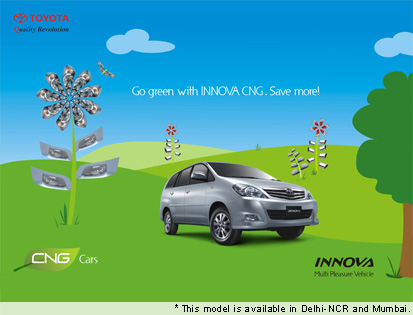 TOYOTA
Quality Revolution
Go green with INNOVA CNG. Save more!
CNG Cars
INNOVA
Multi Pleasure Vehicle
* This model is available in Delhi-NCR and Mumbai.